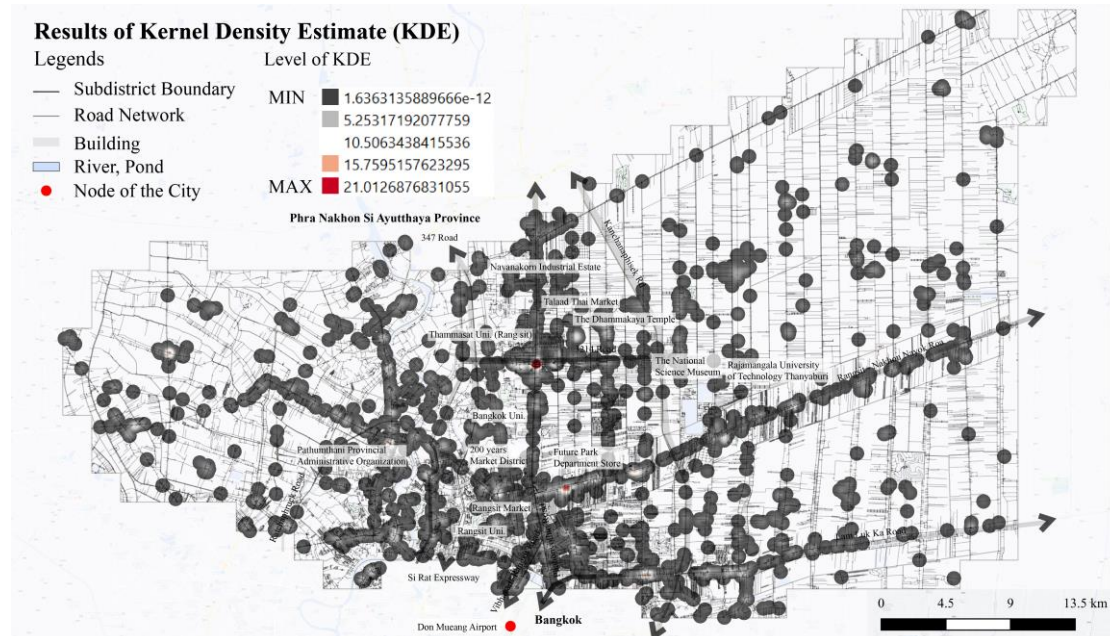 Results of Kernel Density Estimate (KDE)
Legends
Subdistrict Boundary
Road Network
Building
River, Pond
Node of the City
Level of KDE
MIN
1.6363135889666e-12
5.25317192077759
10.5063438415536
15.7595157623295
MAX
21.0126876831055
Phra Nakhon Si Ayutthaya Province
347 Road
Kanchanaphisek Rd.
Navanakorn Industrial Estate
Talaad Thai Market
The Dhammakaya Temple
Thammasat Uni. (Rang sit)
The National
Science Museum
Rajamangala University
of Technology Thanyaburi
Bangkok Uni.
200 years
Market District
Pathumthani Provincial
Administrative Organization
Future Park
Department Store
Rangsit Market
Rangsit Uni.
Si Rat Expressway
Bangkok
Don Mueang Airport
0
4.5
9
13.5 km